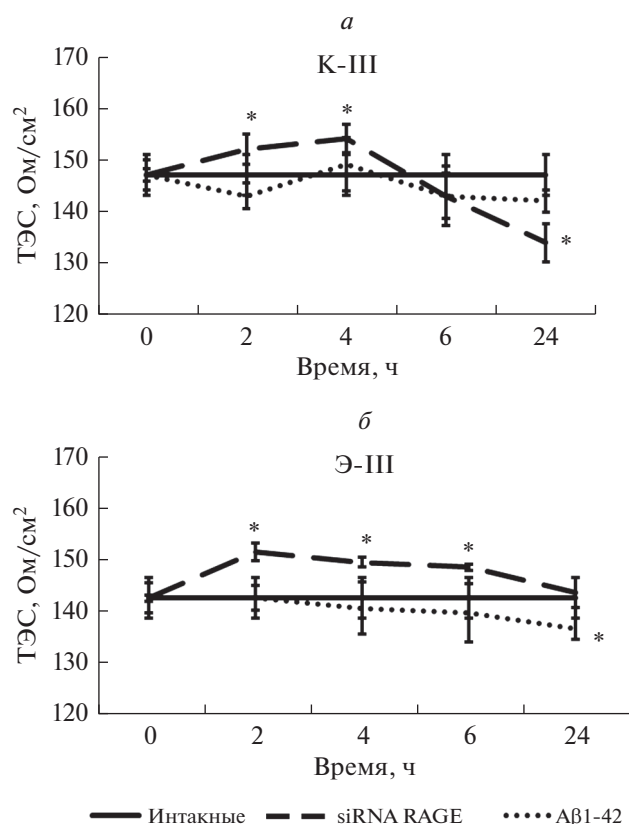 а
К-III
170
160
150
140
130
120
ТЭС, Ом/см²
* * *
0 2 4 6 24
Время, ч
б
Э-III
170
160
150
140
130
120
ТЭС, Ом/см²
* * * *
0 2 4 6 24
Время, ч
Интакные siRNA RAGE Aβ1-42